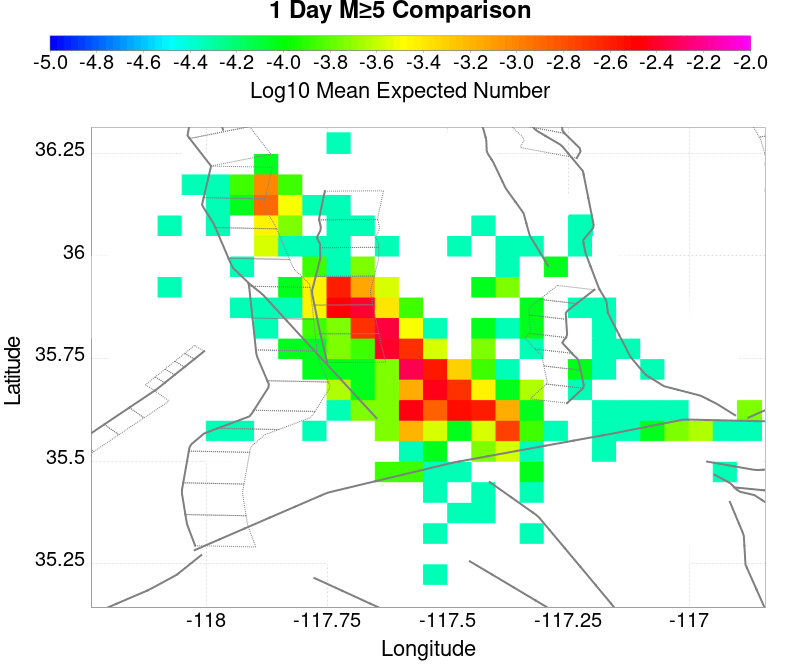 1 Day M≥5 Comparison
-5.0 -4.8 -4.6 -4.4 -4.2 -4.0 -3.8 -3.6 -3.4 -3.2 -3.0 -2.8 -2.6 -2.4 -2.2 -2.0
Log10 Mean Expected Number
36.25
36
35.75
35.5
35.25
Latitude
-118 -117.75 -117.5 -117.25 -117
Longitude